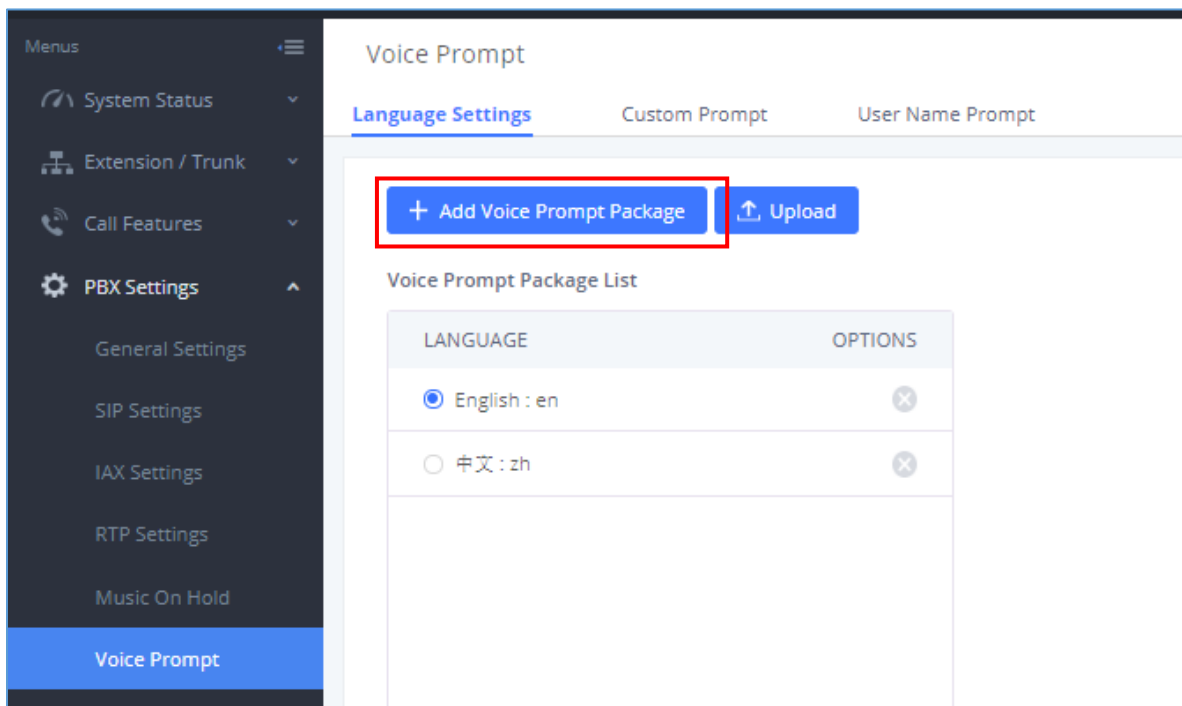 Menus
System Status
Extension / Trunk
Call Features
PBX Settings
General Settings
SIP Settings
IAX Settings
RTP Settings
Music On Hold
Voice Prompt
Voice Prompt
Language Settings Custom Prompt User Name Prompt
+ Add Voice Prompt Package Upload
Voice Prompt Package List
LANGUAGE OPTIONS
English : en
中文 : zh